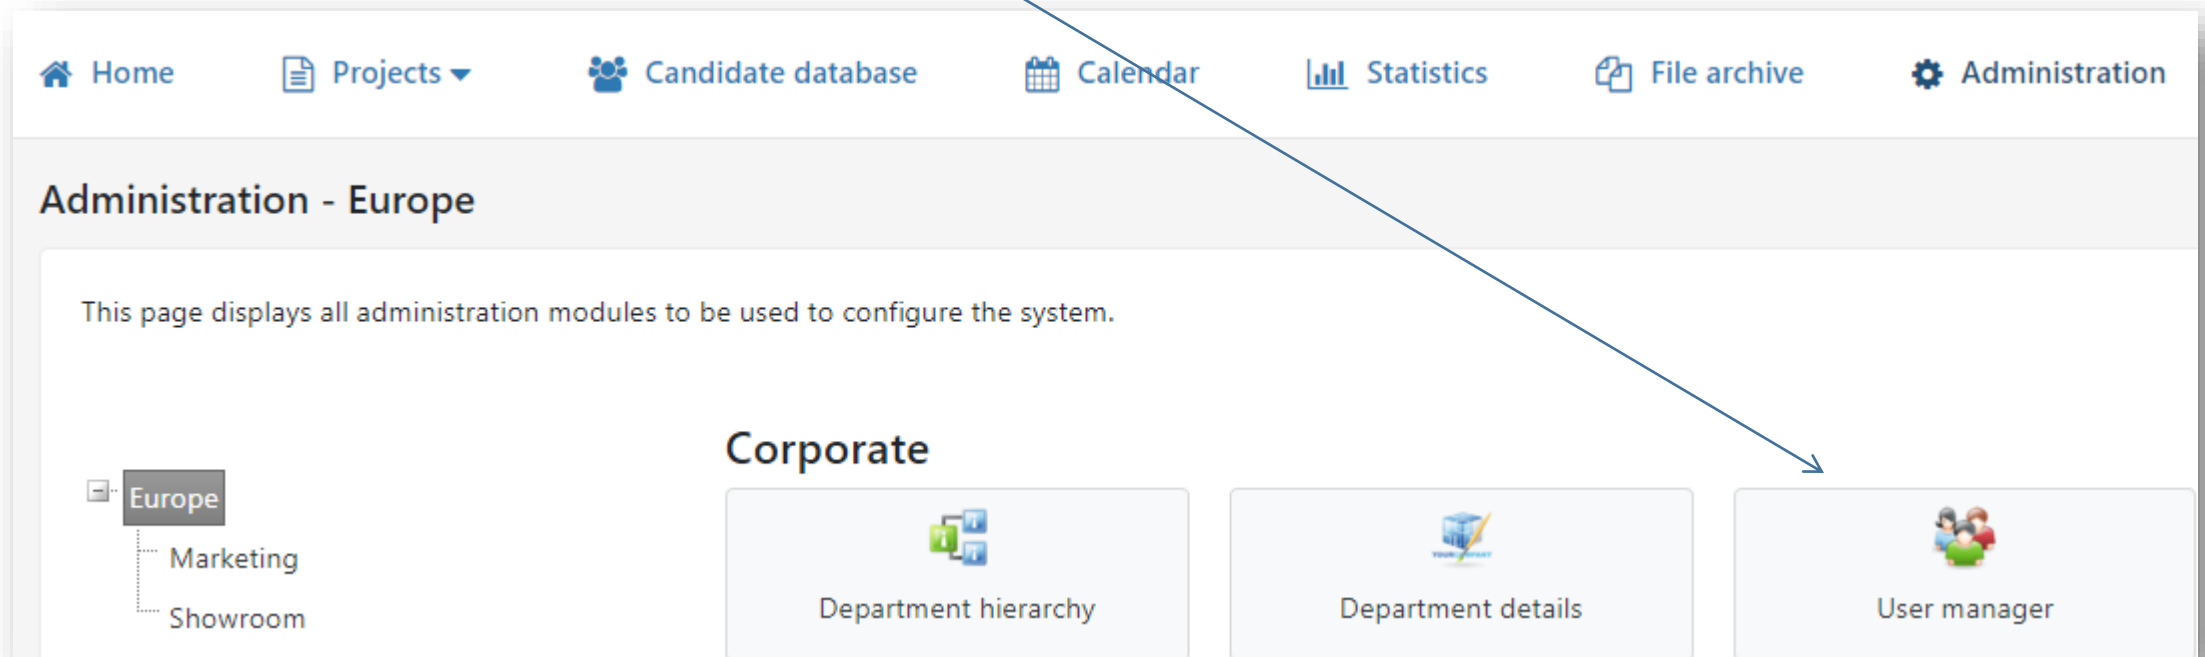 Home Projects Candidate database Calendar Statistics File archive Administration
Administration - Europe
This page displays all administration modules to be used to configure the system.
Europe
Marketing
Showroom
Corporate
Department hierarchy
YOURCOMPANY
Department details
User manager